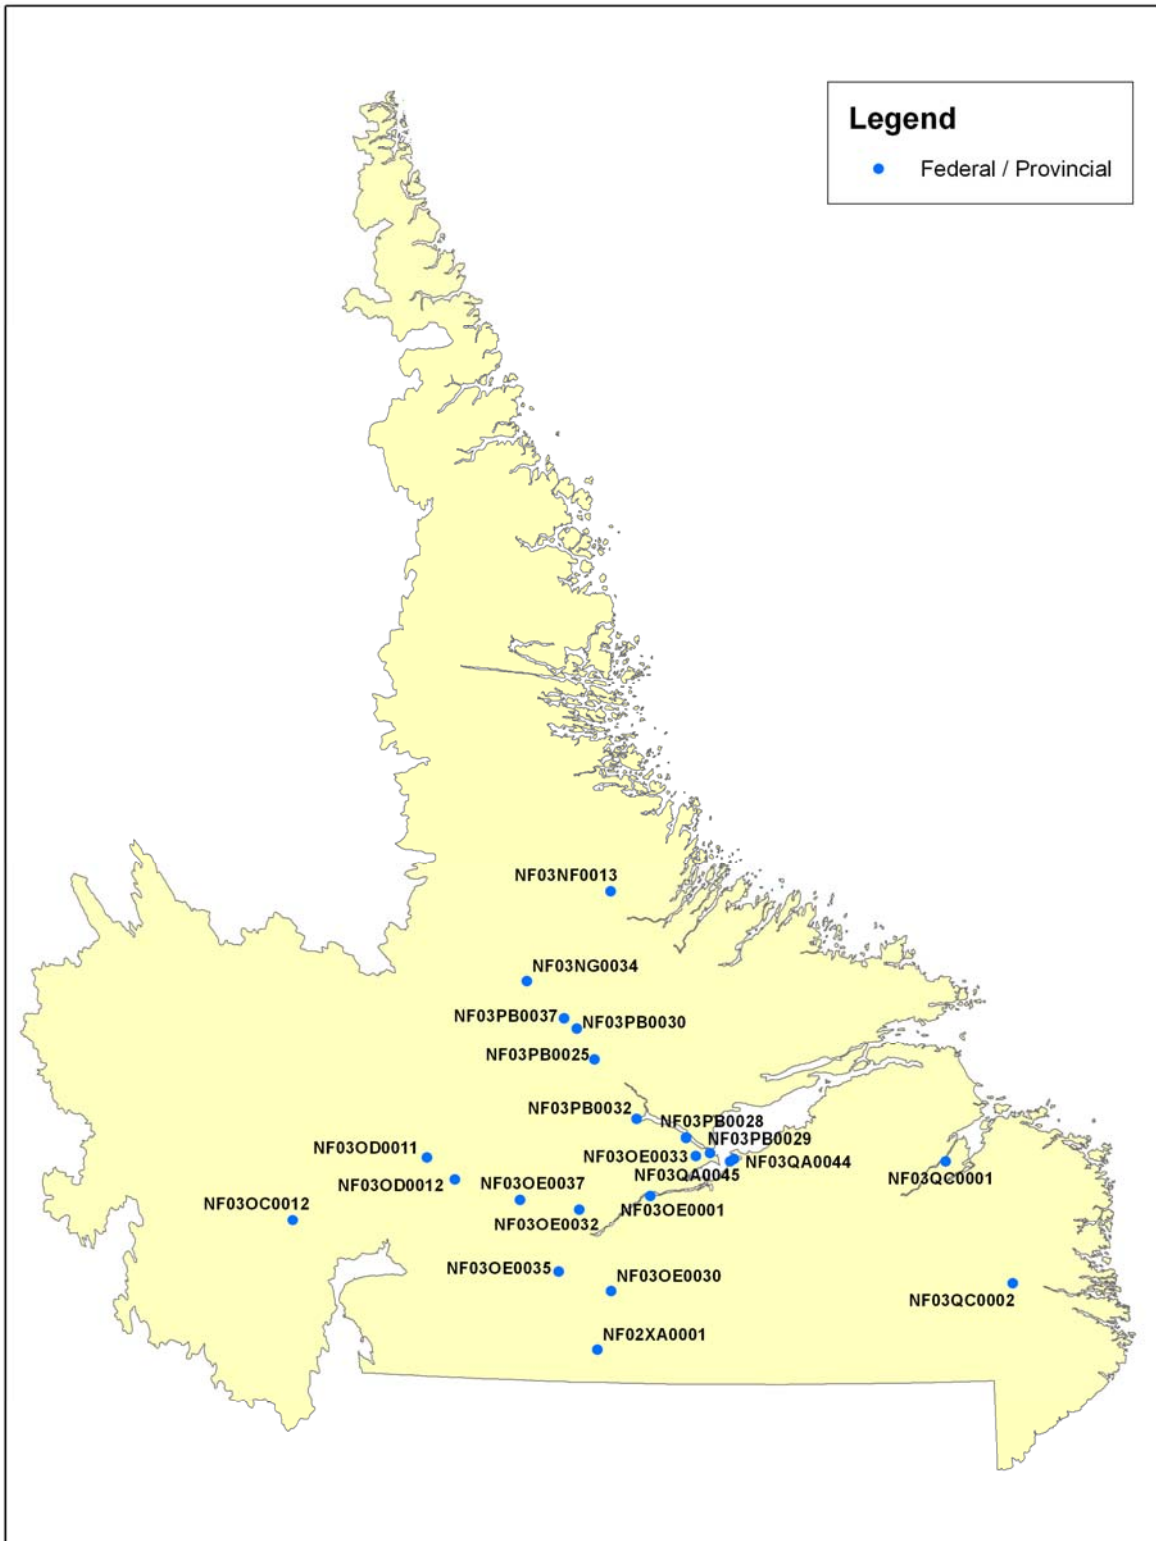 Legend
Federal / Provincial
NF03NF0013
NF03NG0034
NF03PB0037
NF03PB0030
NF03PB0025
NF03PB0032
NF03PB0028
NF03PB0029
NF03OE0033
NF03QA0044
NF03QA0045
NF03OD0011
NF03OD0012
NF03OE0037
NF03QC0001
NF03OC0012
NF03OE0001
NF03OE0032
NF03OE0035
NF03OE0030
NF03QC0002
NF02XA0001